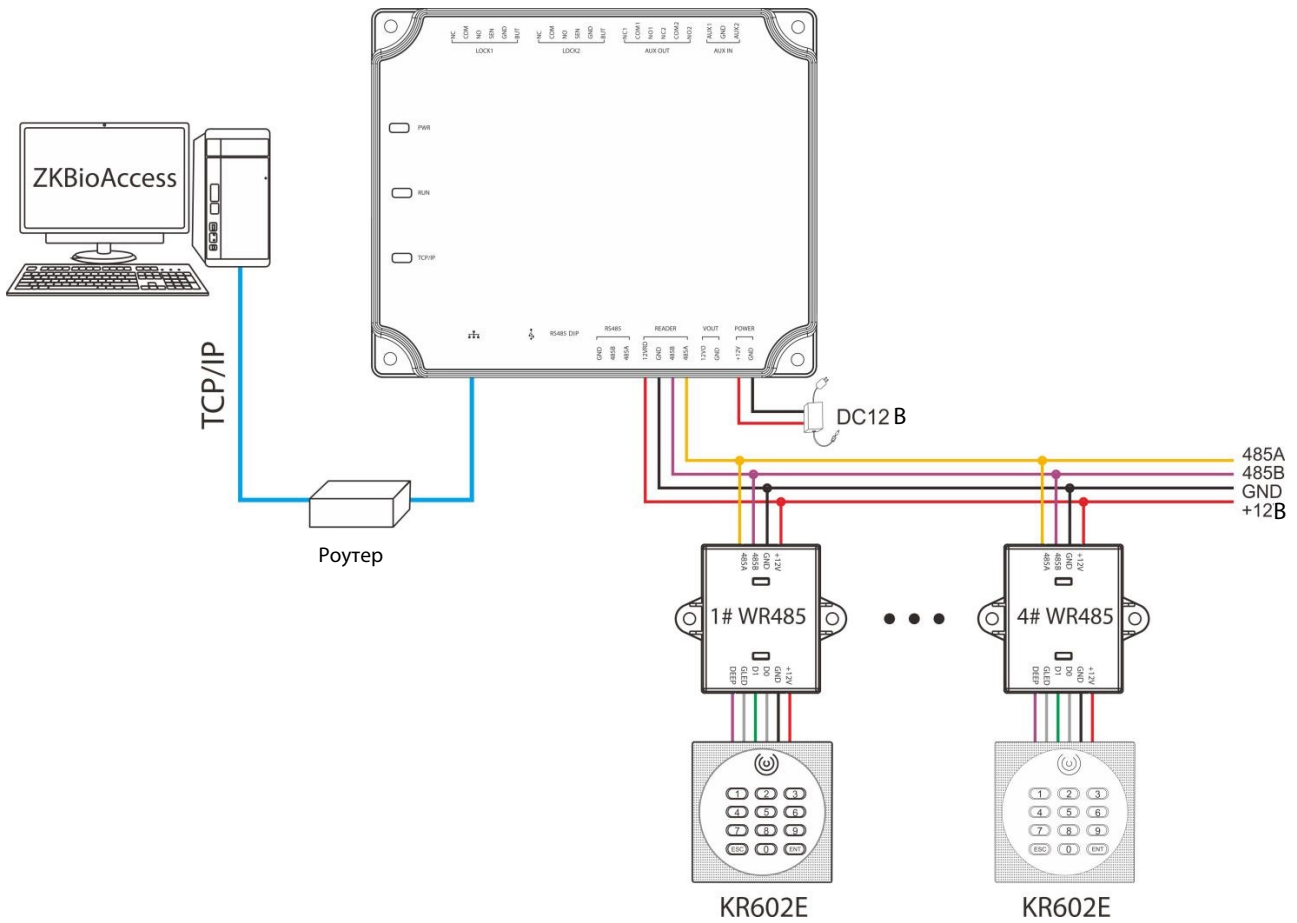 NC COM NO SEN GND BUT
NC COM NO SEN GND BUT
NC1 COM1 NO1 NC2 COM2 NO2
AUX1 GND AUX2
LOCK1
LOCK2
AUX OUT
AUX IN
PWR
RUN
TCP/IP
ZKBioAccess
RS485 DIP
RS485
READER
VOUT
POWER
GND 485B 485A
12VRD GND 485B 485A
12VO GND
+12V GND
TCP/IP
DC12 В
485A
485B
GND
+12В
Роутер
485A 485B GND +12V
1# WR485
DEEP GLED D1 D0 GND +12V
485A 485B GND +12V
4# WR485
DEEP GLED D1 D0 GND +12V
1 2 3
4 5 6
7 8 9
ESC 0 ENT
KR602E
1 2 3
4 5 6
7 8 9
ESC 0 ENT
KR602E